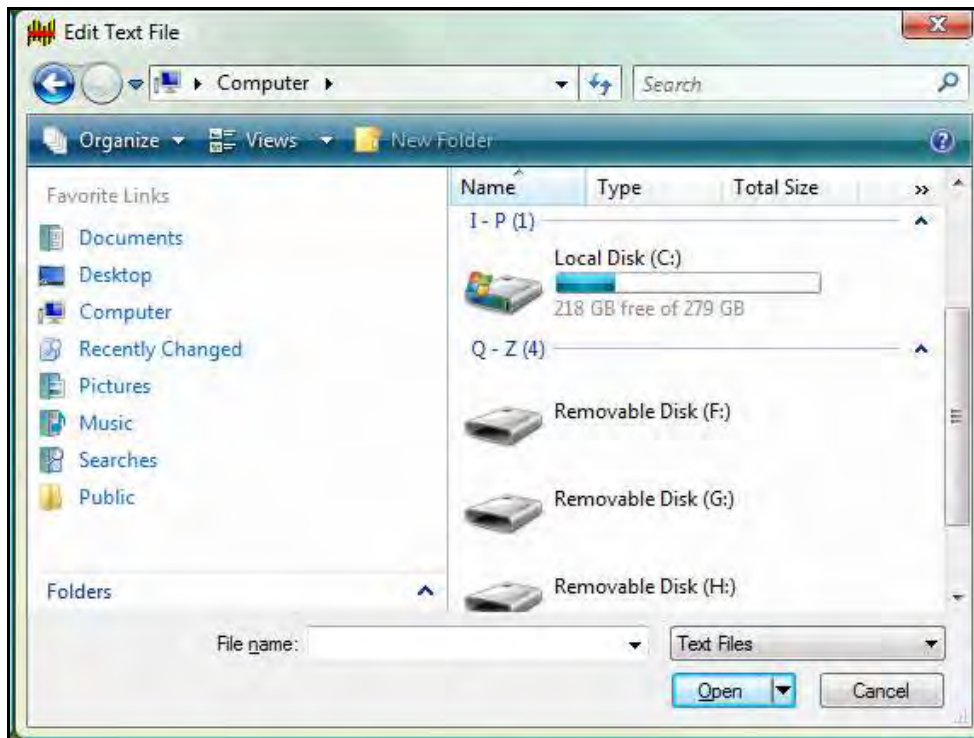 Edit Text File
Computer
Search
Organize Views New Folder
Favorite Links
Documents
Desktop
Computer
Recently Changed
Pictures
Music
Searches
Public
Folders
Name Type Total Size »
I - P (1)
Local Disk (C:)
218 GB free of 279 GB
Q - Z (4)
Removable Disk (F:)
Removable Disk (G:)
Removable Disk (H:)
File name:
Text Files
Open Cancel